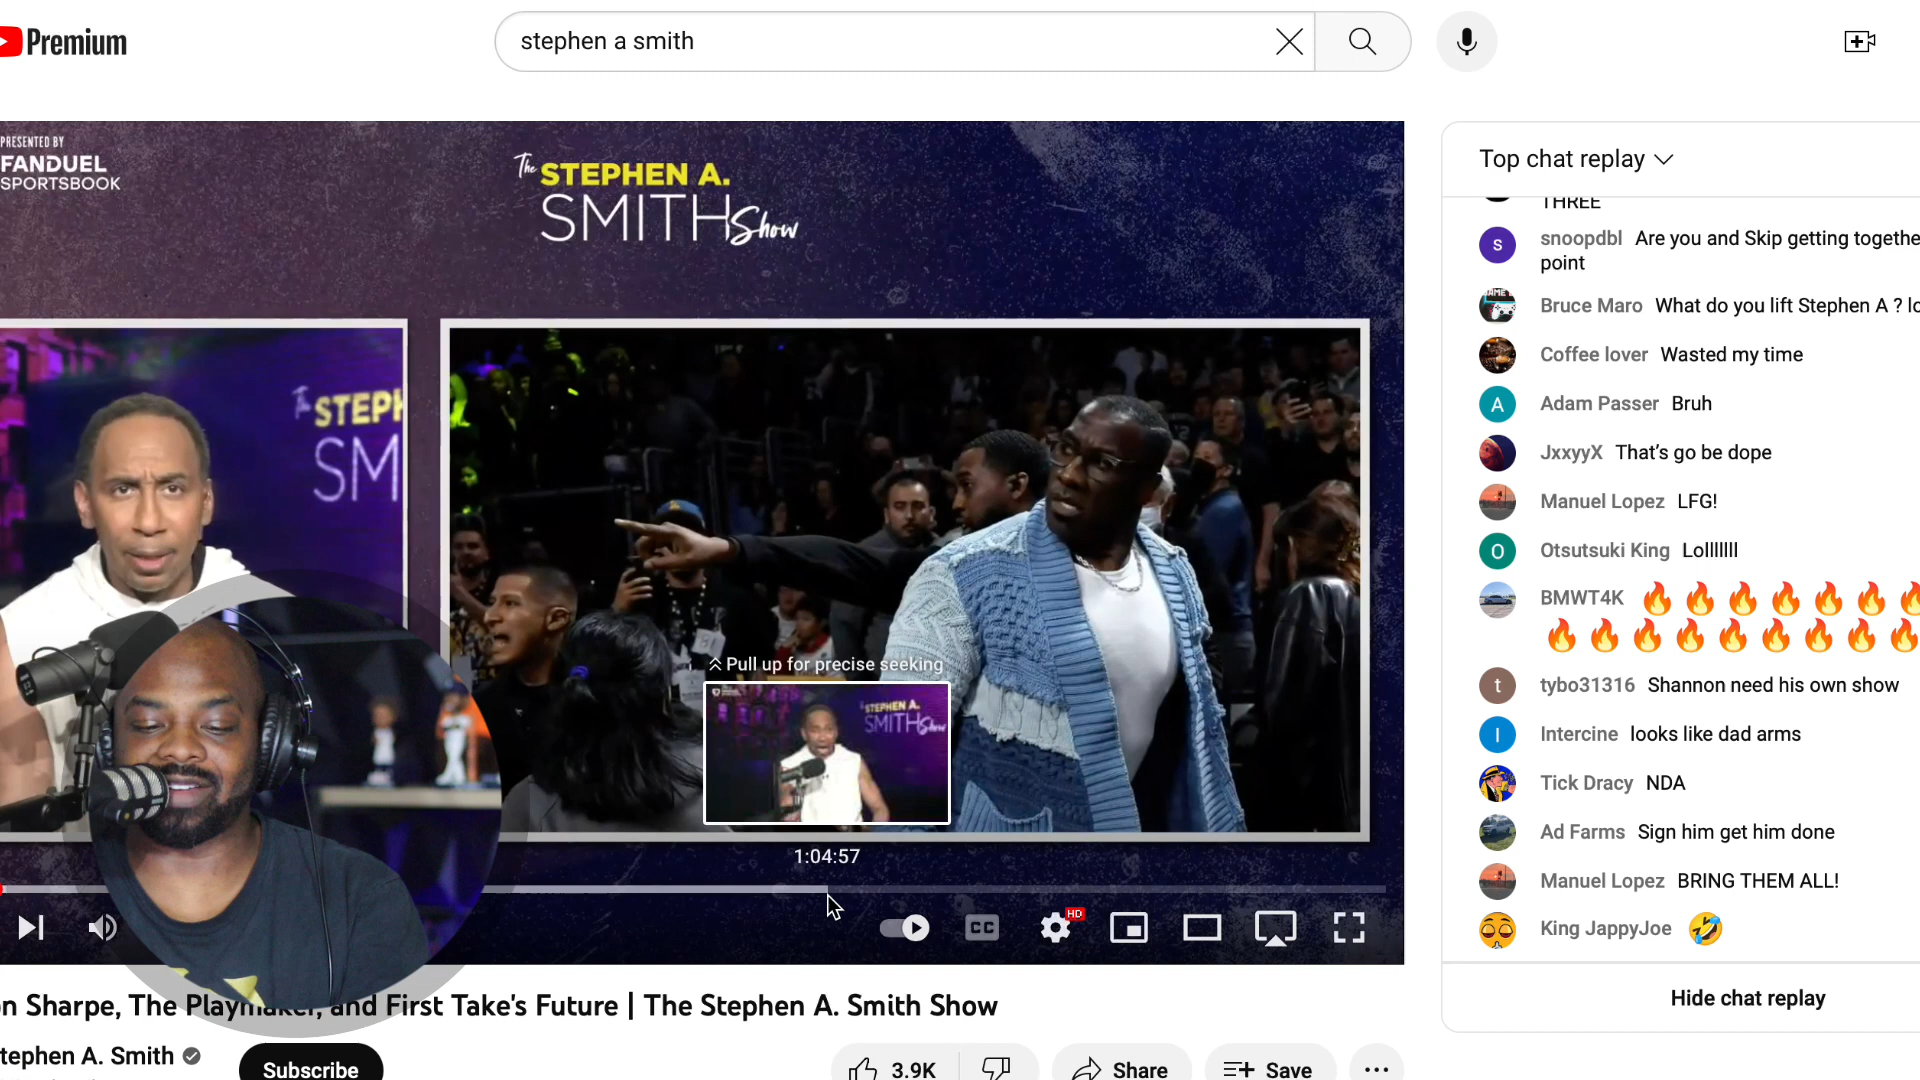 Premium
stephen a smith
PRESENTED BY
FANDUEL
SPORTSBOOK
The
STEPHEN A.
SMITH Show
The
STEPH
SM
Pull up for precise seeking
STEPHEN A.
SMITH Show
1:04:57
CC
HD
n Sharpe, The Playmaker, and First Take's Future | The Stephen A. Smith Show
tephen A. Smith
Subscribe
3.9K
Share
Save
Top chat replay
THREE
S
snoopdbl Are you and Skip getting togethe
point
Bruce Maro What do you lift Stephen A ? lo
Coffee lover Wasted my time
A
Adam Passer Bruh
JxxyyX That's go be dope
Manuel Lopez LFG!
O
Otsutsuki King Lolllllll
BMWT4K 🔥🔥🔥🔥🔥🔥🔥
🔥🔥🔥🔥🔥🔥🔥🔥🔥
t
tybo31316 Shannon need his own show
I
Intercine looks like dad arms
Tick Dracy NDA
Ad Farms Sign him get him done
Manuel Lopez BRING THEM ALL!
King JappyJoe 🤣
Hide chat replay